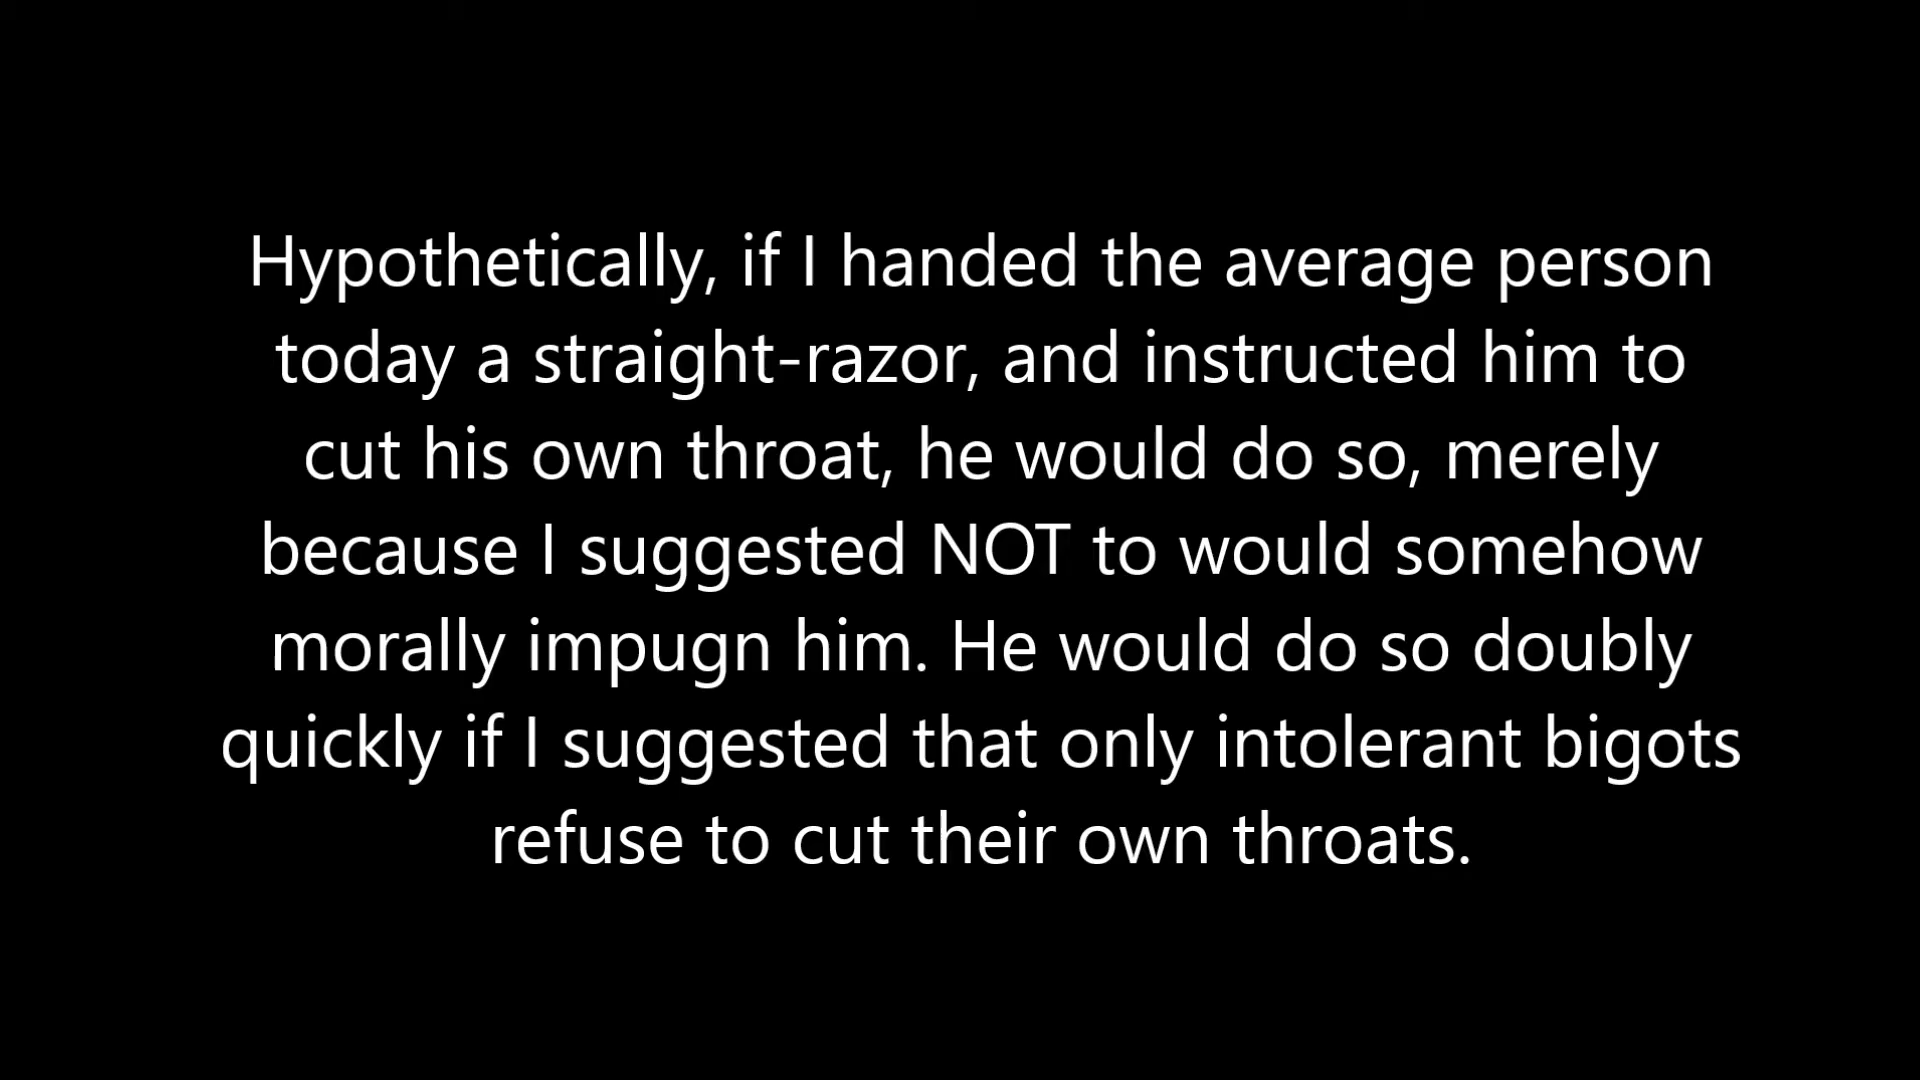 Hypothetically, if I handed the average person
today a straight-razor, and instructed him to
cut his own throat, he would do so, merely
because I suggested NOT to would somehow
morally impugn him. He would do so doubly
quickly if I suggested that only intolerant bigots
refuse to cut their own throats.